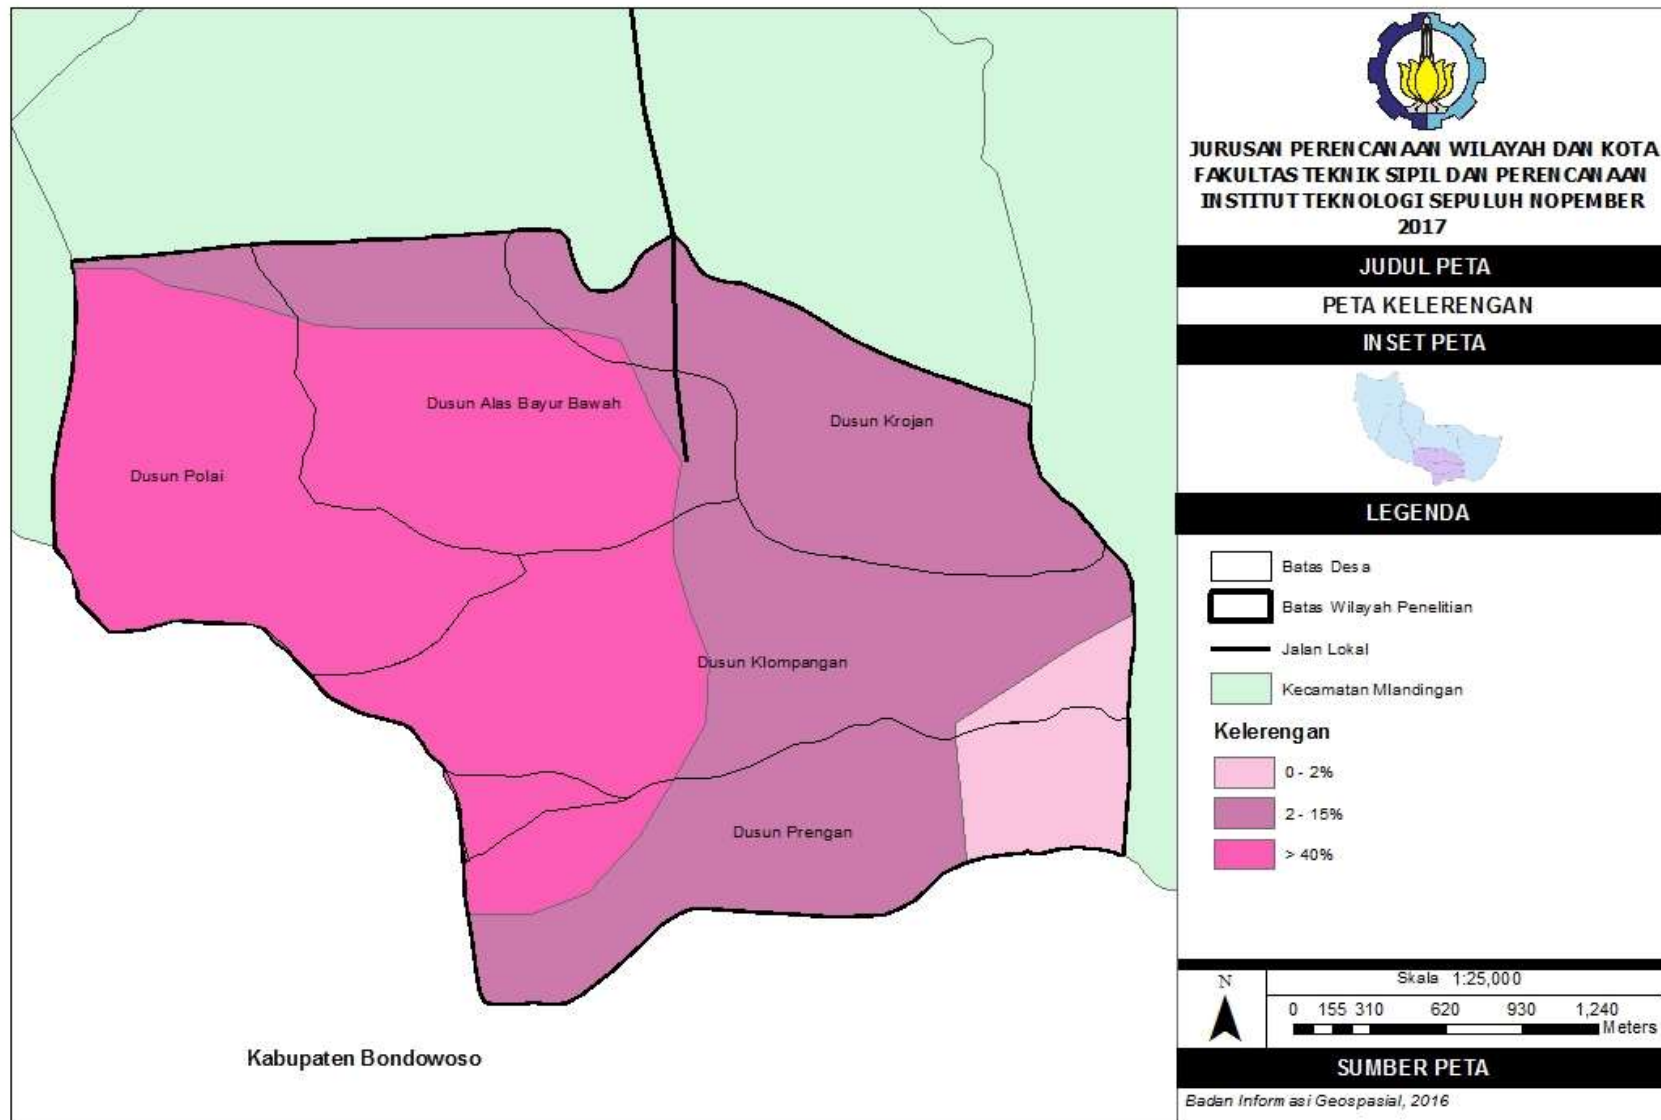 JURUSAN PERENCANAAN WILAYAH DAN KOTA
FAKULTAS TEKNIK SIPIL DAN PERENCANAAN
INSTITUT TEKNOLOGI SEPULUH NOPEMBER
2017
JUDUL PETA
PETA KELERENGAN
INSET PETA
LEGENDA
Batas Desa
Batas Wilayah Penelitian
Jalan Lokal
Kecamatan Mlandingan
Kelerengan
0 - 2%
2 - 15%
> 40%
N
Skala 1:25,000
0 155 310 620 930 1,240
Meters
SUMBER PETA
Badan Informasi Geospasial, 2016
Dusun Alas Bayur Bawah
Dusun Krojan
Dusun Polai
Dusun Klompangan
Dusun Prengan
Kabupaten Bondowoso